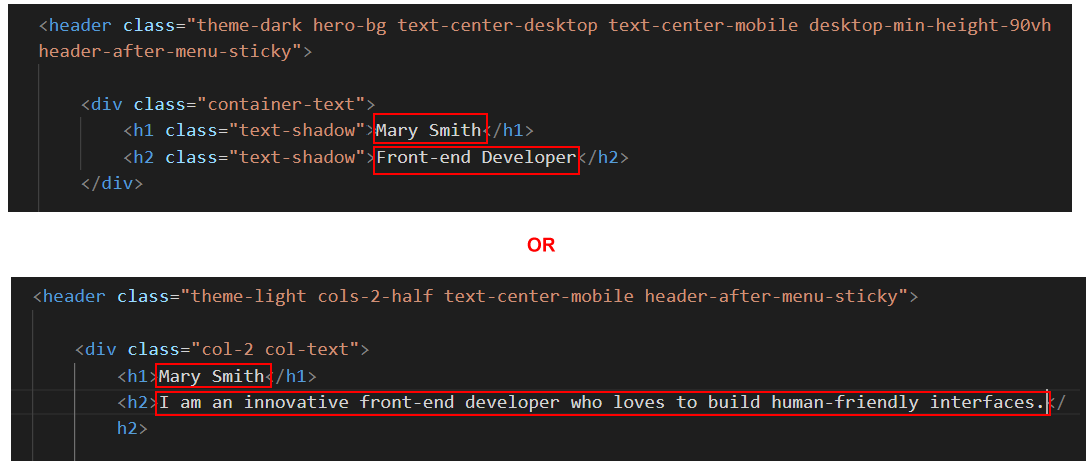 <header class="theme-dark hero-bg text-center-desktop text-center-mobile desktop-min-height-90vh
header-after-menu-sticky">
<div class="container-text">
<h1 class="text-shadow">Mary Smith</h1>
<h2 class="text-shadow">Front-end Developer</h2>
</div>
OR
<header class="theme-light cols-2-half text-center-mobile header-after-menu-sticky">
<div class="col-2 col-text">
<h1>Mary Smith</h1>
<h2>I am an innovative front-end developer who loves to build human-friendly interfaces.</
h2>